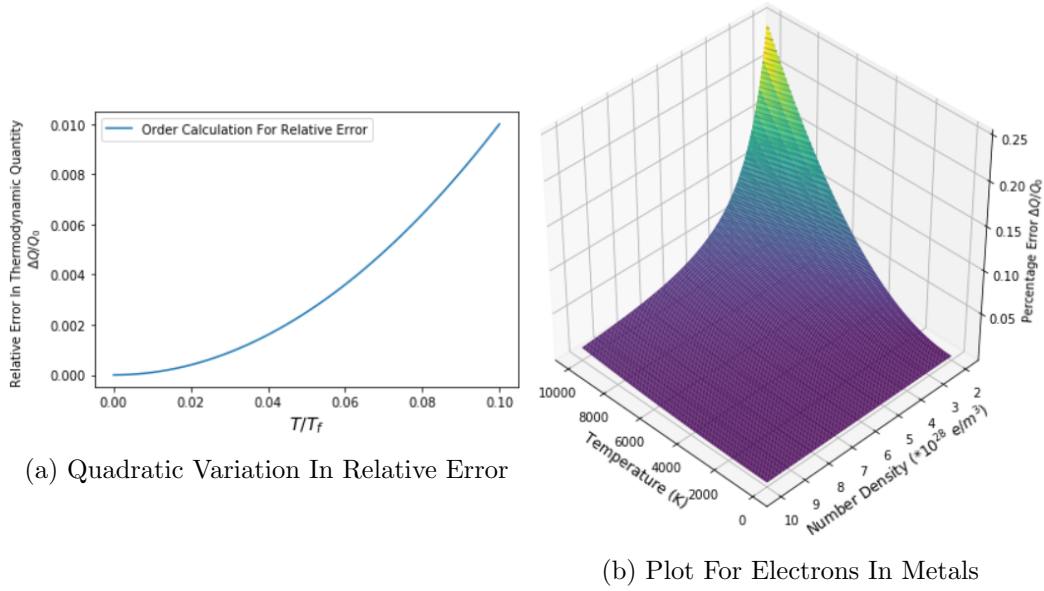 Relative Error In Thermodynamic Quantity
ΔQ/Q₀
0.010
0.008
0.006
0.004
0.002
0.000
Order Calculation For Relative Error
0.00 0.02 0.04 0.06 0.08 0.10
T/T_f
(a) Quadratic Variation In Relative Error
0.25
0.20
0.15
0.10
0.05
Percentage Error ΔQ/Q₀
10000
8000
6000
4000
2000
0
Temperature (K)
2
3
4
5
6
7
8
9
10
Number Density (*10²⁸ e/m³)
(b) Plot For Electrons In Metals